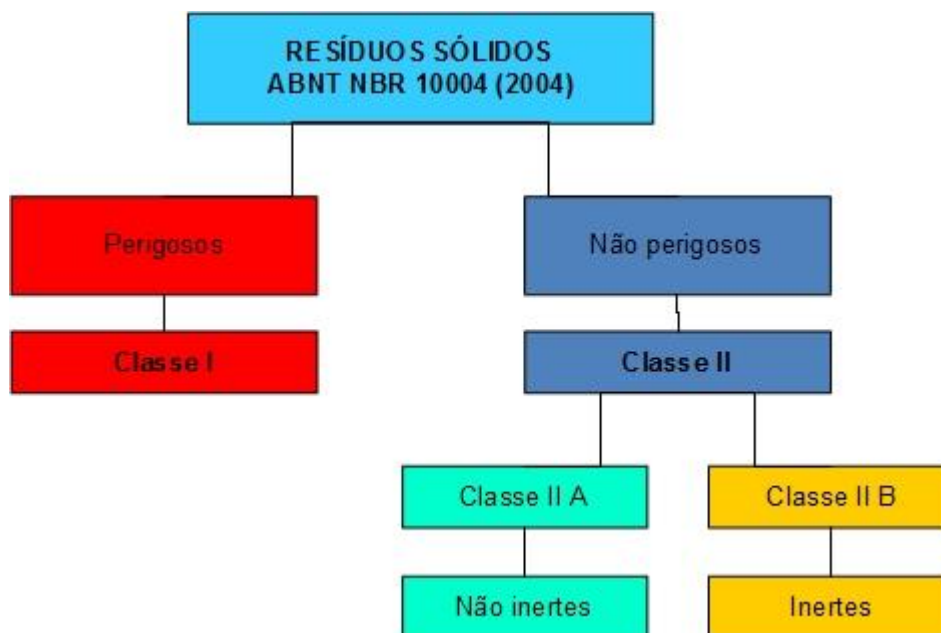 RESÍDUOS SÓLIDOS
ABNT NBR 10004 (2004)
Perigosos
Não perigosos
Classe I
Classe II
Classe II A
Classe II B
Não inertes
Inertes